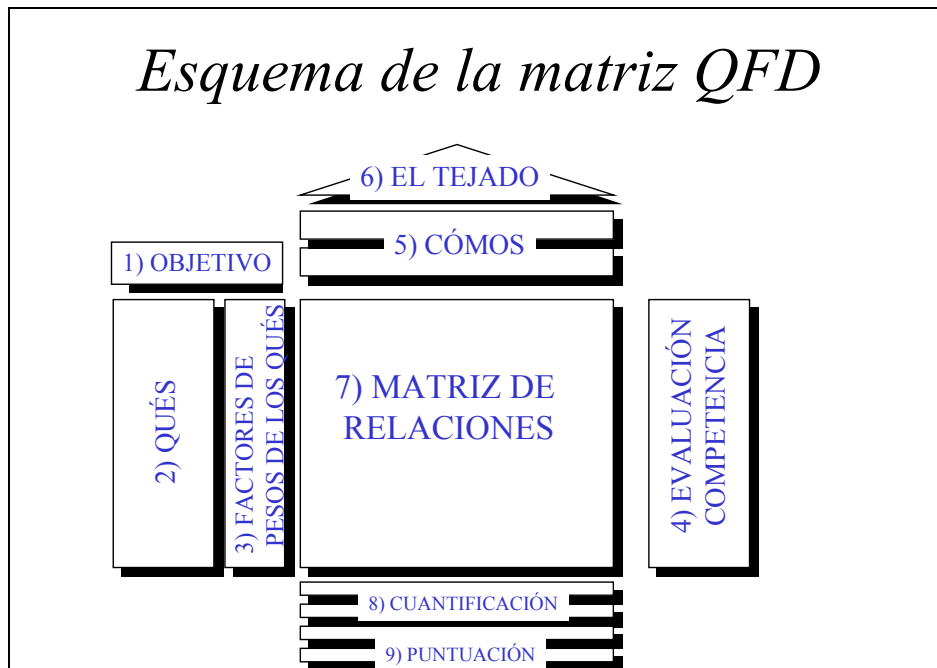 Esquema de la matriz QFD
6) EL TEJADO
5) CÓMOS
1) OBJETIVO
2) QUÉS
3) FACTORES DE
PESOS DE LOS QUÉS
7) MATRIZ DE
RELACIONES
4) EVALUACIÓN
COMPETENCIA
8) CUANTIFICACIÓN
9) PUNTUACIÓN